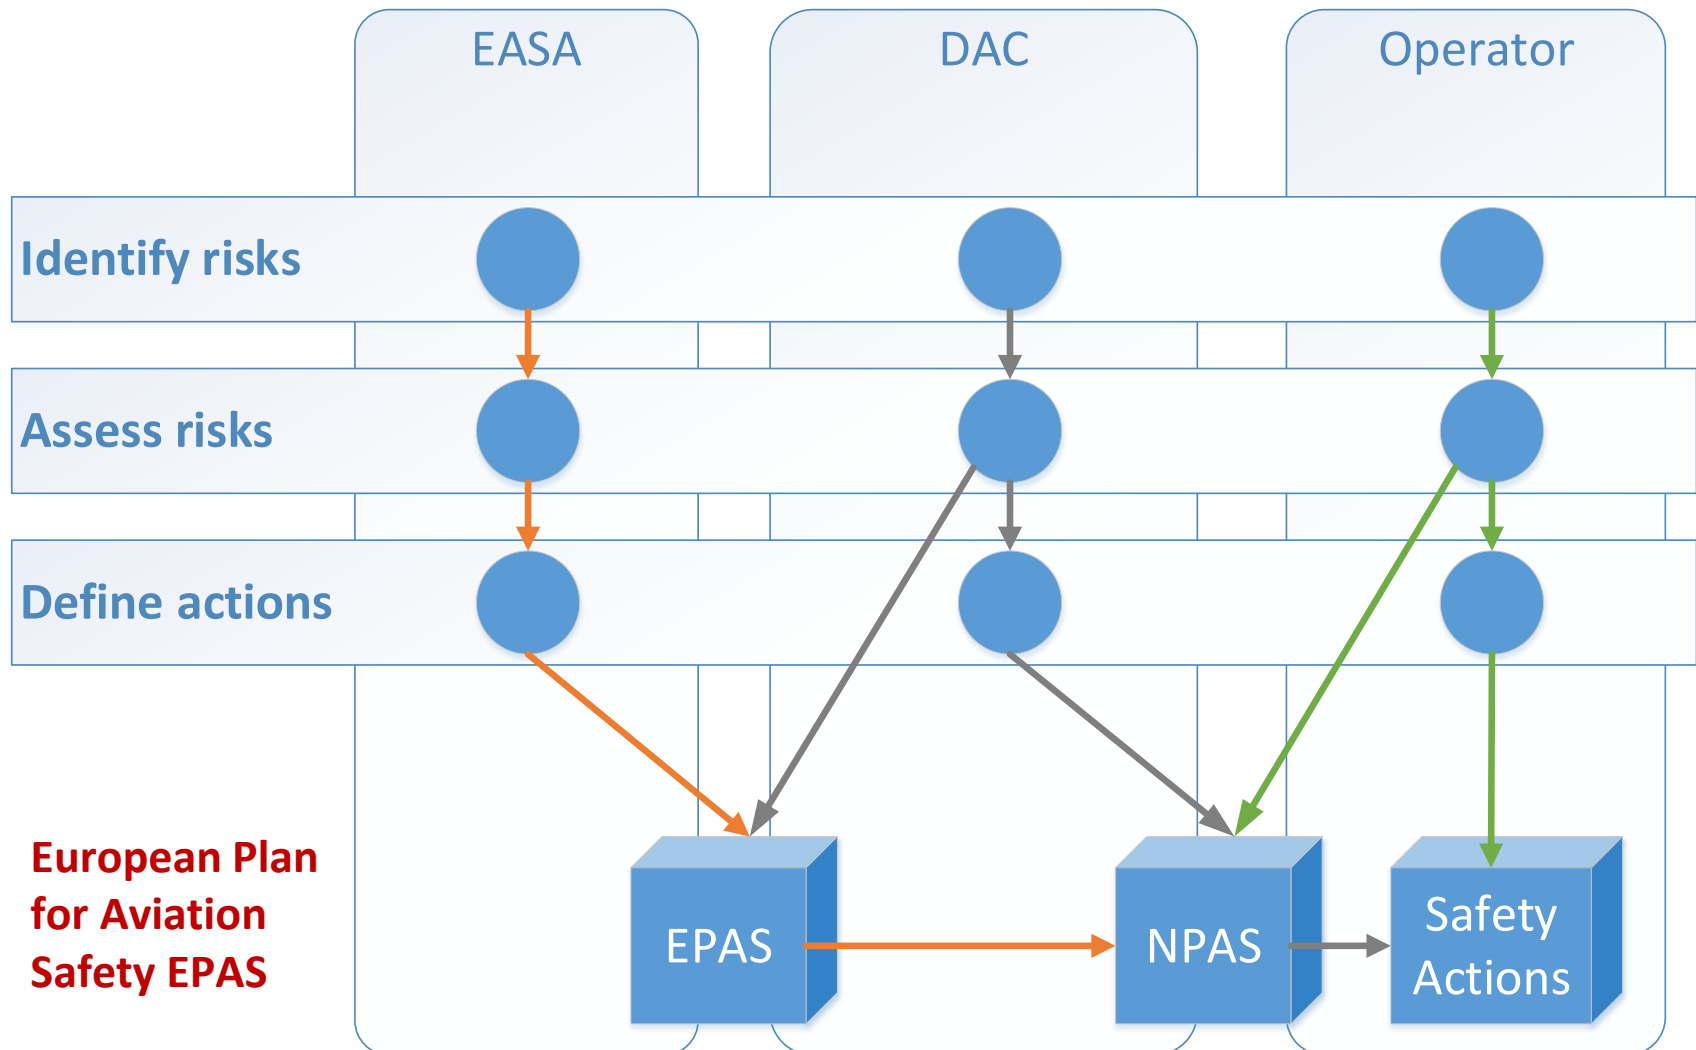 EASA
DAC
Operator
Identify risks
Assess risks
Define actions
European Plan
for Aviation
Safety EPAS
EPAS
NPAS
Safety
Actions